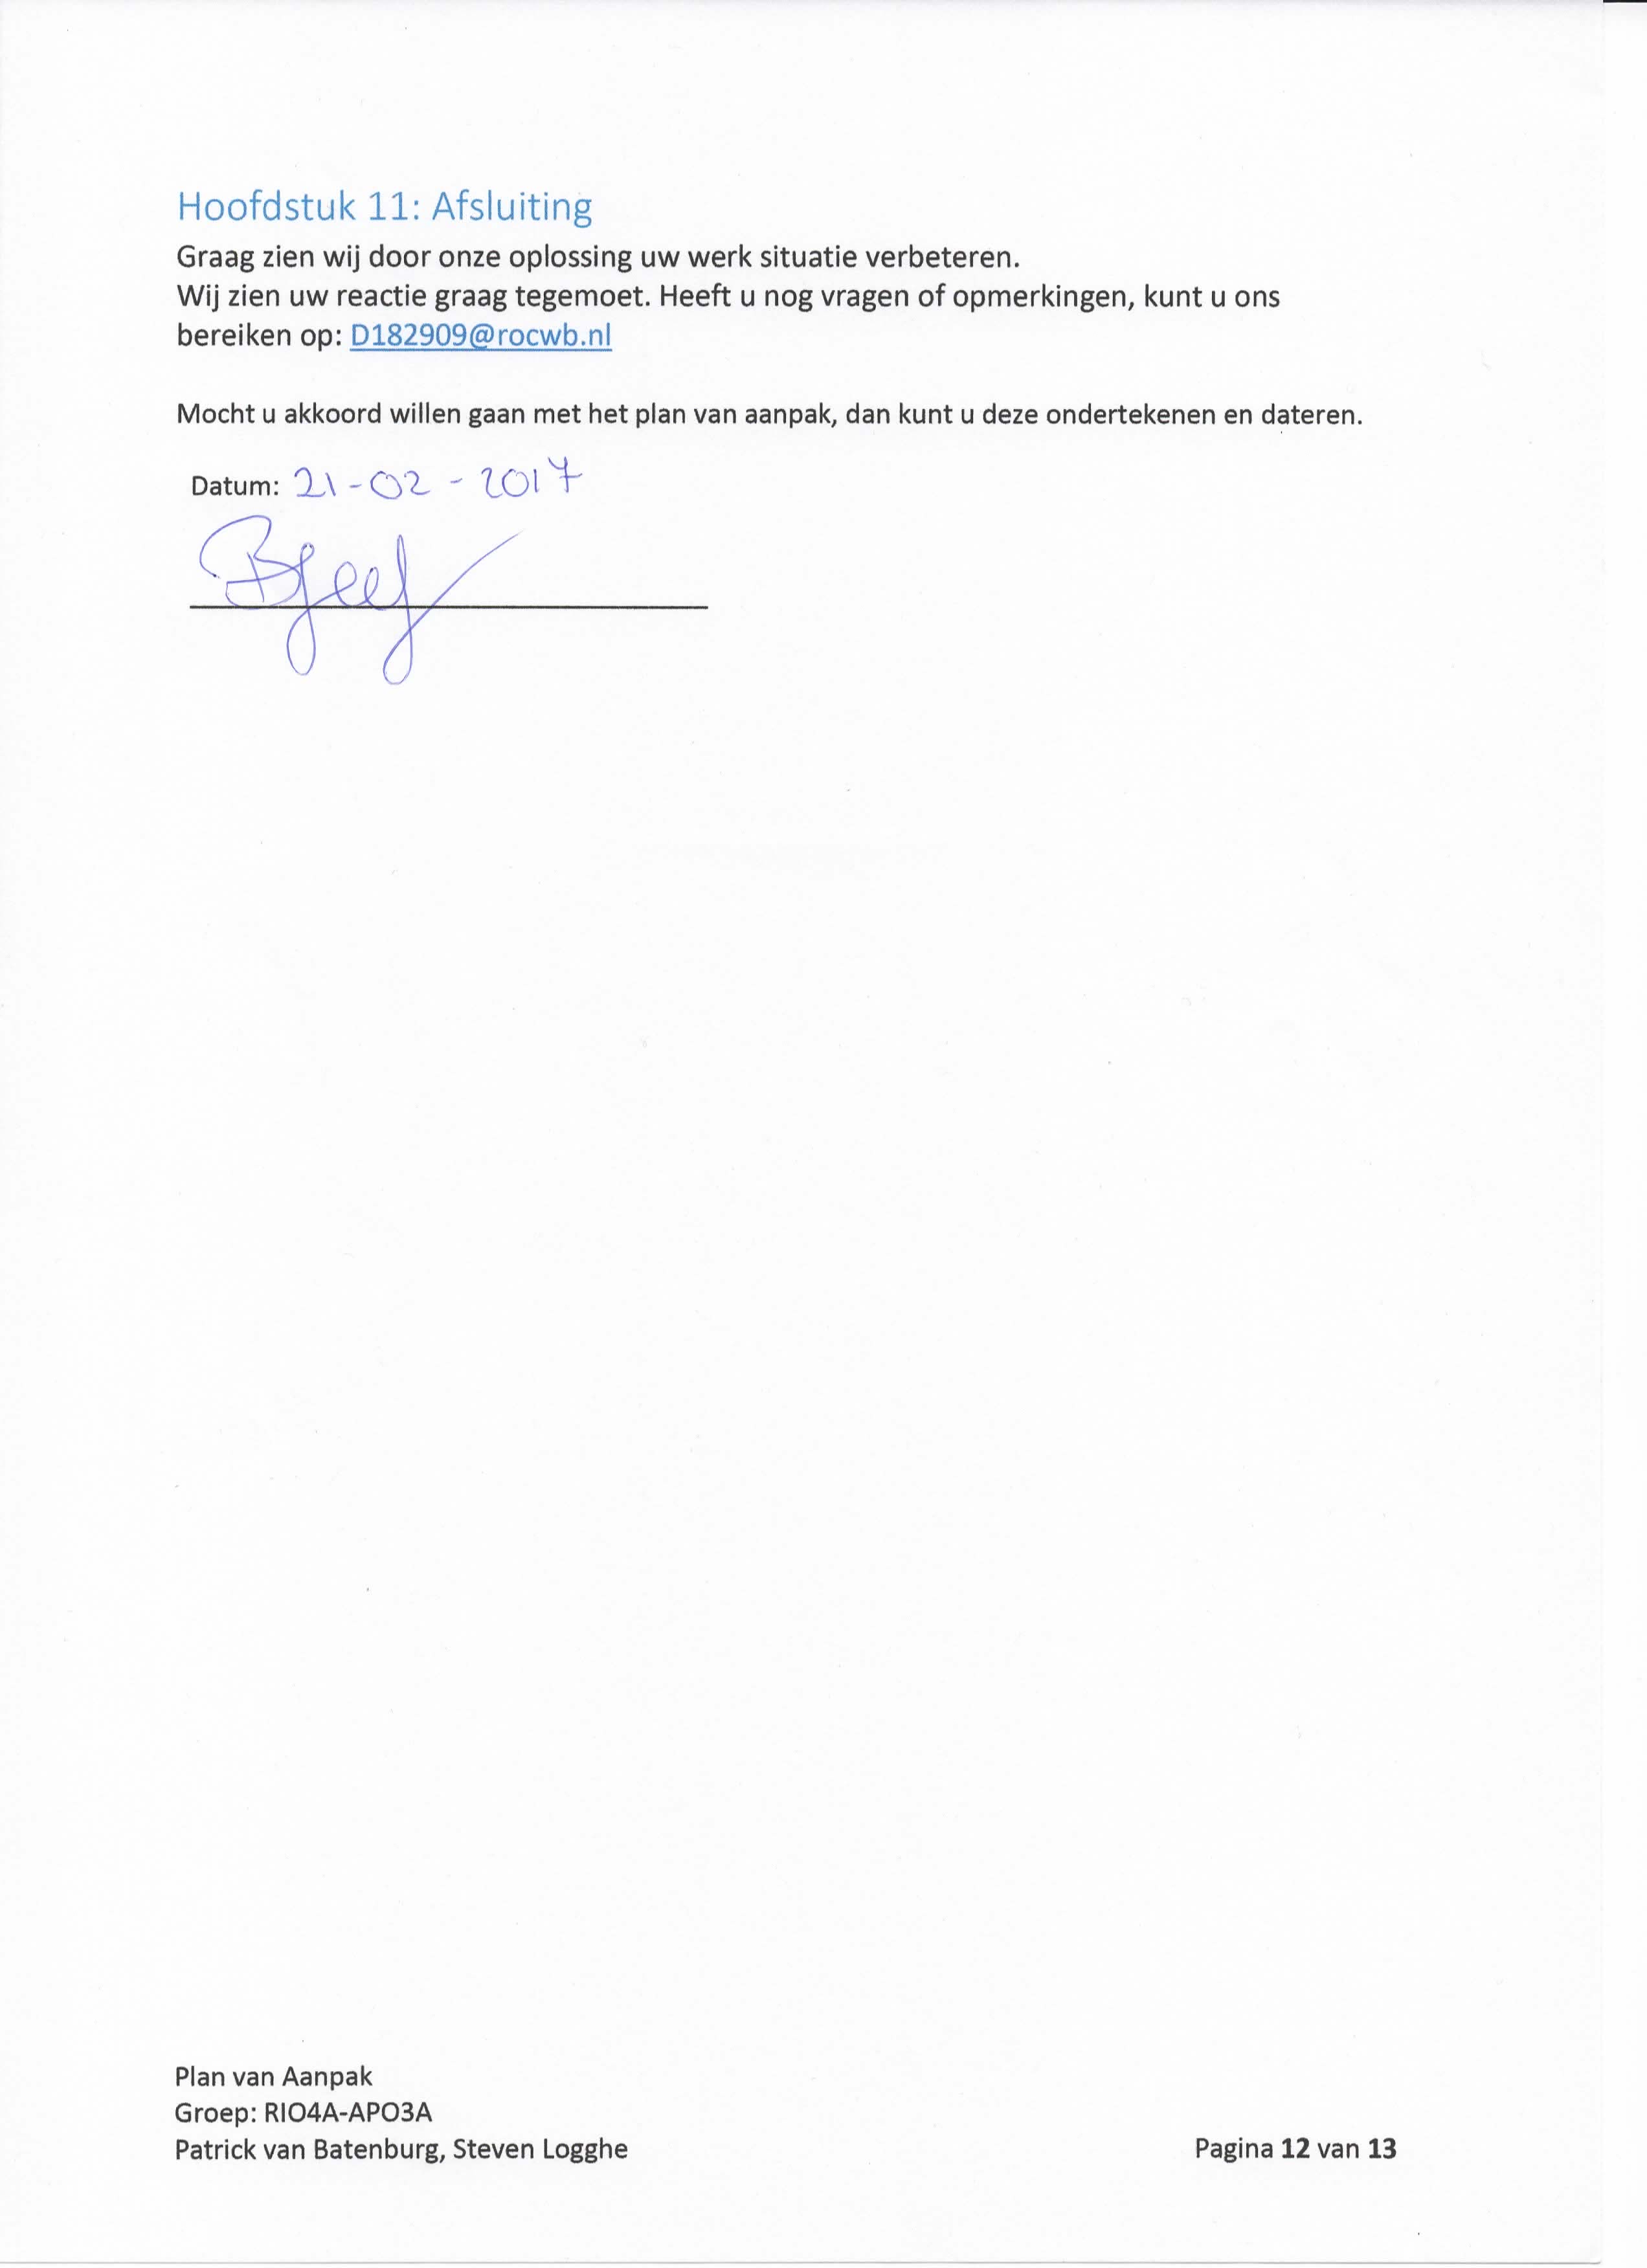 Hoofdstuk 11: Afsluiting
Graag zien wij door onze oplossing uw werk situatie verbeteren.
Wij zien uw reactie graag tegemoet. Heeft u nog vragen of opmerkingen, kunt u ons
bereiken op: D182909@rocwb.nl
Mocht u akkoord willen gaan met het plan van aanpak, dan kunt u deze ondertekenen en dateren.
Datum: 21-02-2017
Plan van Aanpak
Groep: RIO4A-APO3A
Patrick van Batenburg, Steven Logghe
Pagina 12 van 13